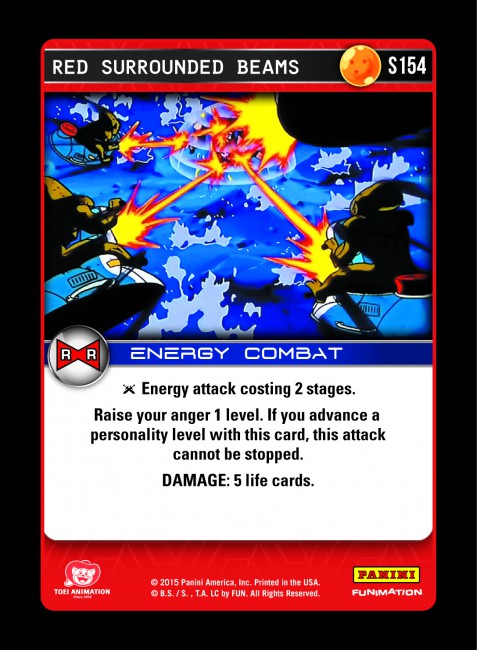 RED SURROUNDED BEAMS
S154
R R
ENERGY COMBAT
Energy attack costing 2 stages.
Raise your anger 1 level. If you advance a
personality level with this card, this attack
cannot be stopped.
DAMAGE: 5 life cards.
TOEI ANIMATION
Since 1956
© 2015 Panini America, Inc. Printed in the USA.
© B.S. / S. , T.A. LC by FUN. All Rights Reserved.
PANINI
FUNIMATION